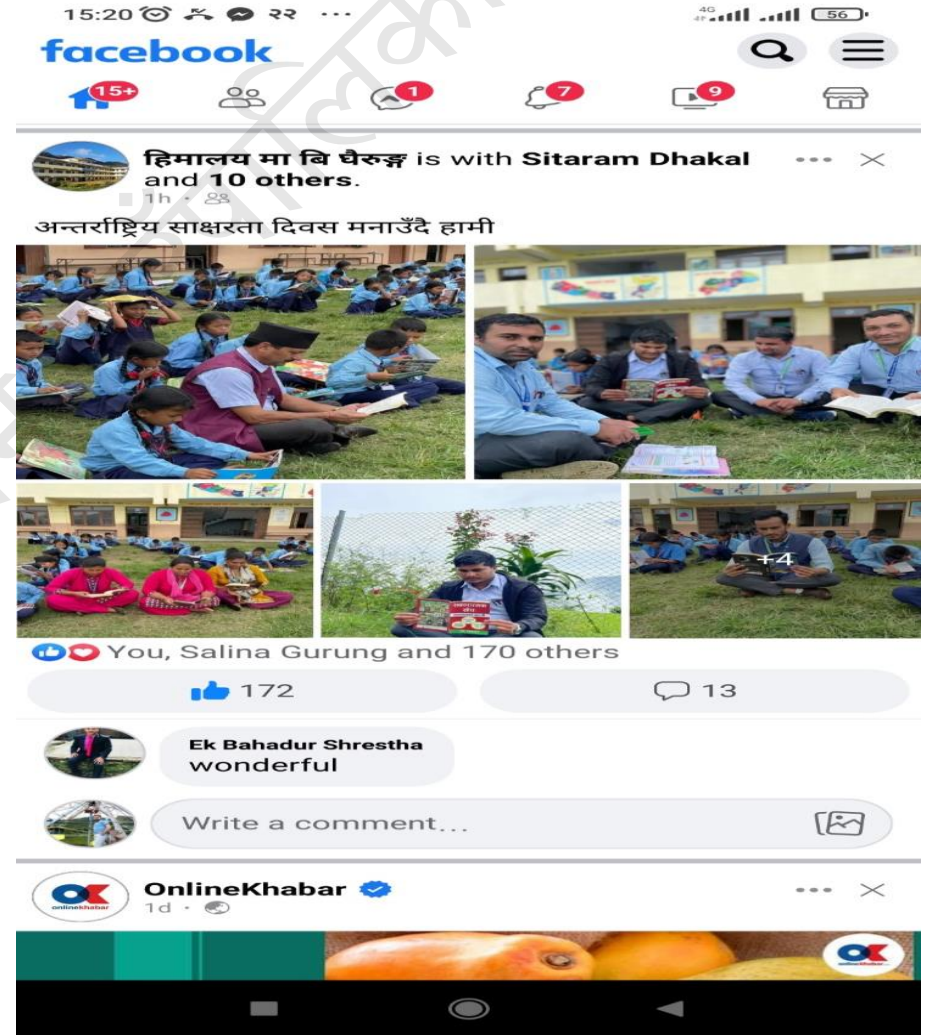 15:20 २२ ...
4G 56
facebook
15+ 1 7 9
हिमालय मा बि घैरुङ्ग is with Sitaram Dhakal
and 10 others.
1h ·
अन्तर्राष्ट्रिय साक्षरता दिवस मनाउँदै हामी
+4
You, Salina Gurung and 170 others
172
13
Ek Bahadur Shrestha
wonderful
Write a comment...
OnlineKhabar
onlinekhabar
1d ·